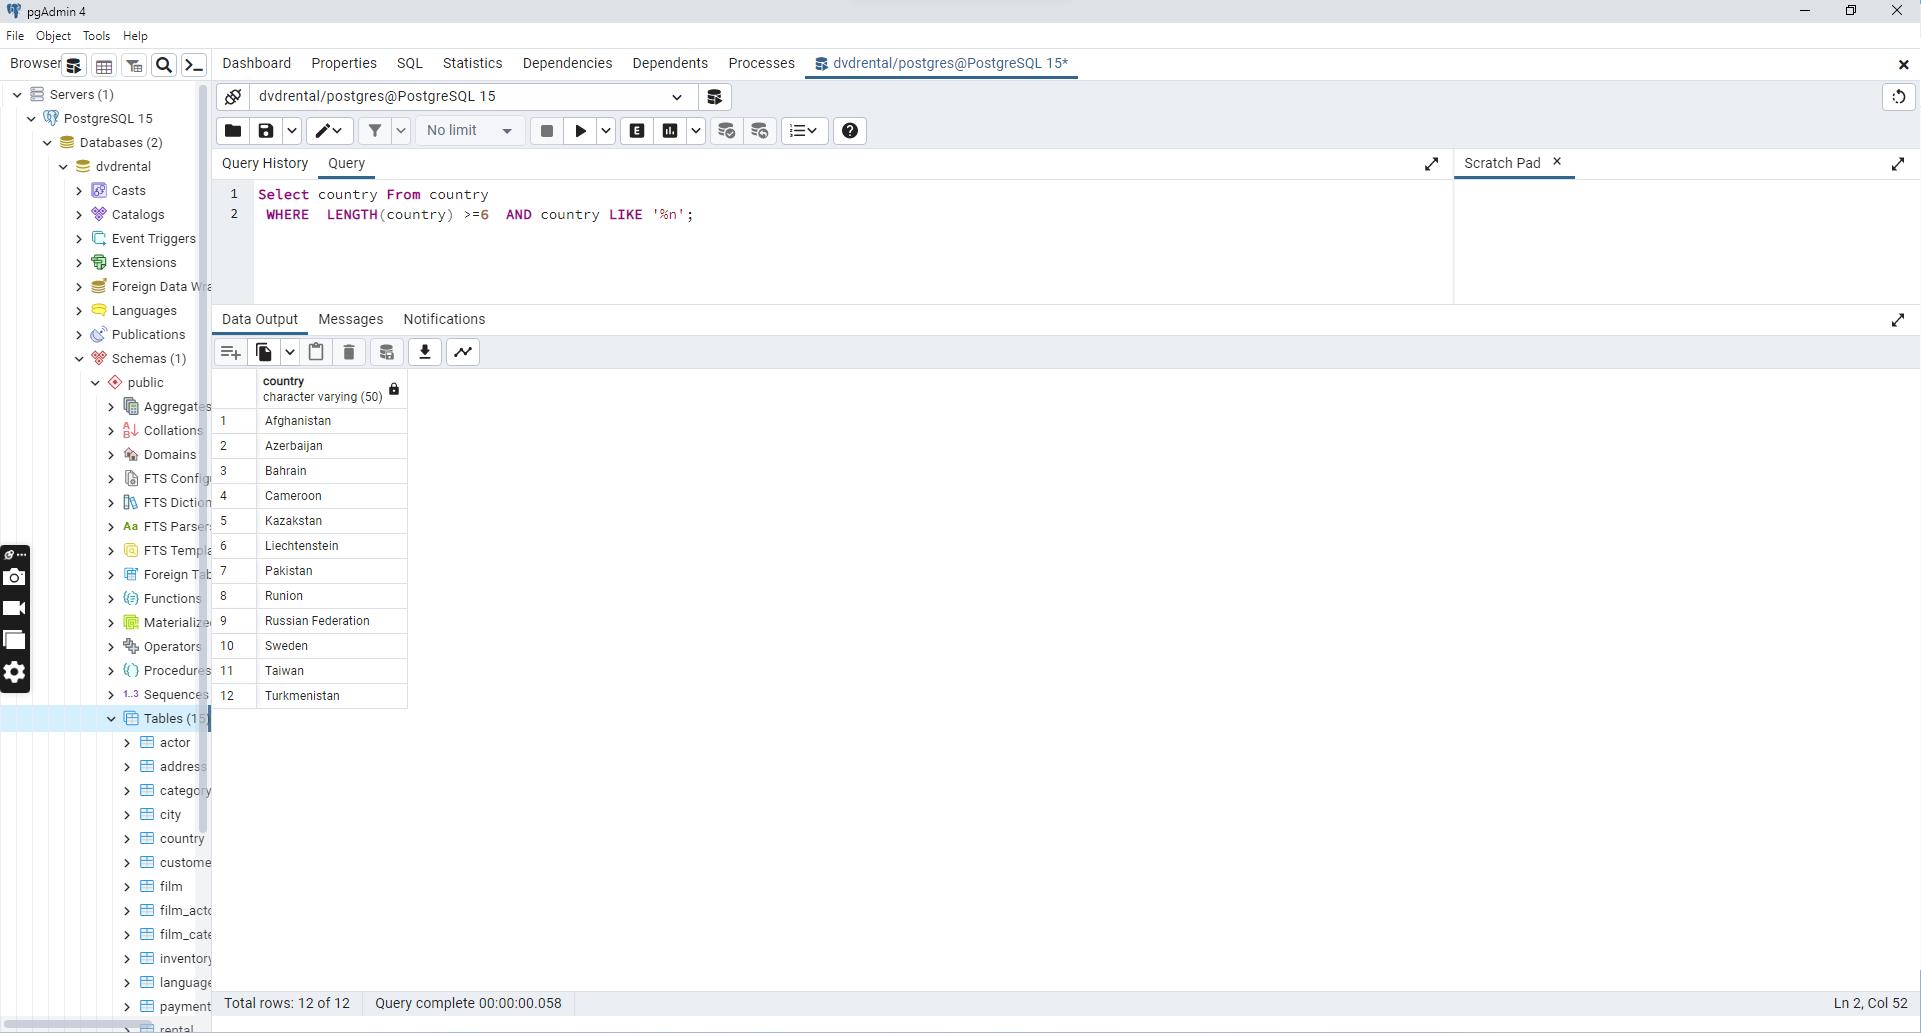 pgAdmin 4
File Object Tools Help
Browser
Dashboard Properties SQL Statistics Dependencies Dependents Processes dvdrental/postgres@PostgreSQL 15*
Servers (1)
PostgreSQL 15
Databases (2)
dvdrental
Casts
Catalogs
Event Triggers
Extensions
Foreign Data Wra
Languages
Publications
Schemas (1)
public
Aggregates
Collations
Domains
FTS Config
FTS Diction
Aa FTS Parsers
FTS Templa
Foreign Tab
Functions
Materialize
Operators
Procedures
1..3 Sequences
Tables (15)
actor
address
category
city
country
custome
film
film_acto
film_cate
inventory
language
payment
rental
dvdrental/postgres@PostgreSQL 15
No limit
E
Query History Query
Scratch Pad
1 Select country From country
2 WHERE LENGTH(country) >=6 AND country LIKE '%n';
Data Output Messages Notifications
country
character varying (50)
1 Afghanistan
2 Azerbaijan
3 Bahrain
4 Cameroon
5 Kazakstan
6 Liechtenstein
7 Pakistan
8 Runion
9 Russian Federation
10 Sweden
11 Taiwan
12 Turkmenistan
Total rows: 12 of 12 Query complete 00:00:00.058 Ln 2, Col 52